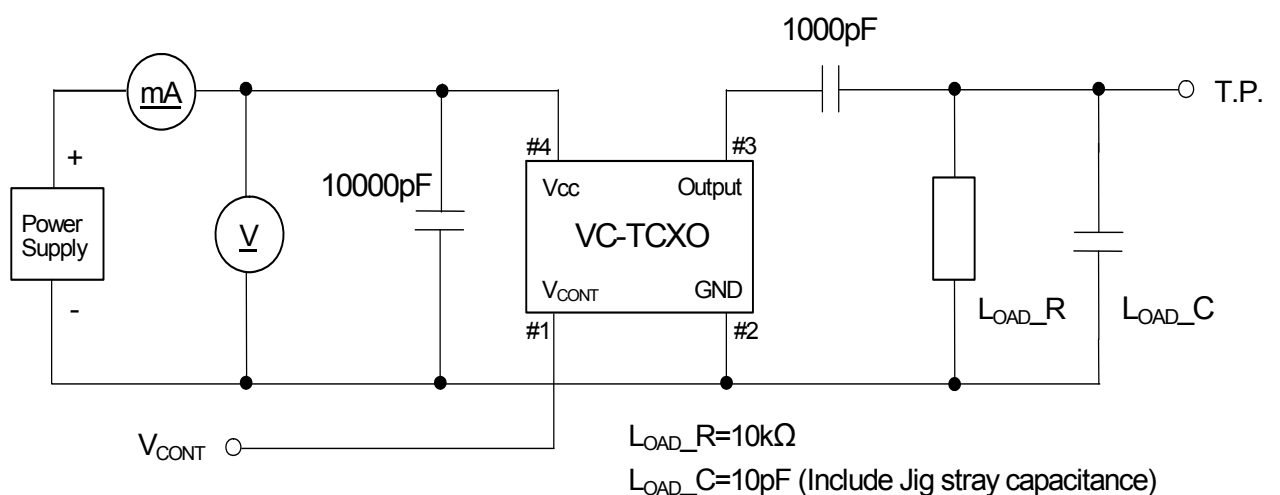 1000pF
mA
T.P.
+
#4
#3
10000pF
Vcc
Output
Power
Supply
V
VC-TCXO
-
VCONT
GND
#1
#2
LOAD_R
LOAD_C
VCONT
LOAD_R=10kΩ
LOAD_C=10pF (Include Jig stray capacitance)